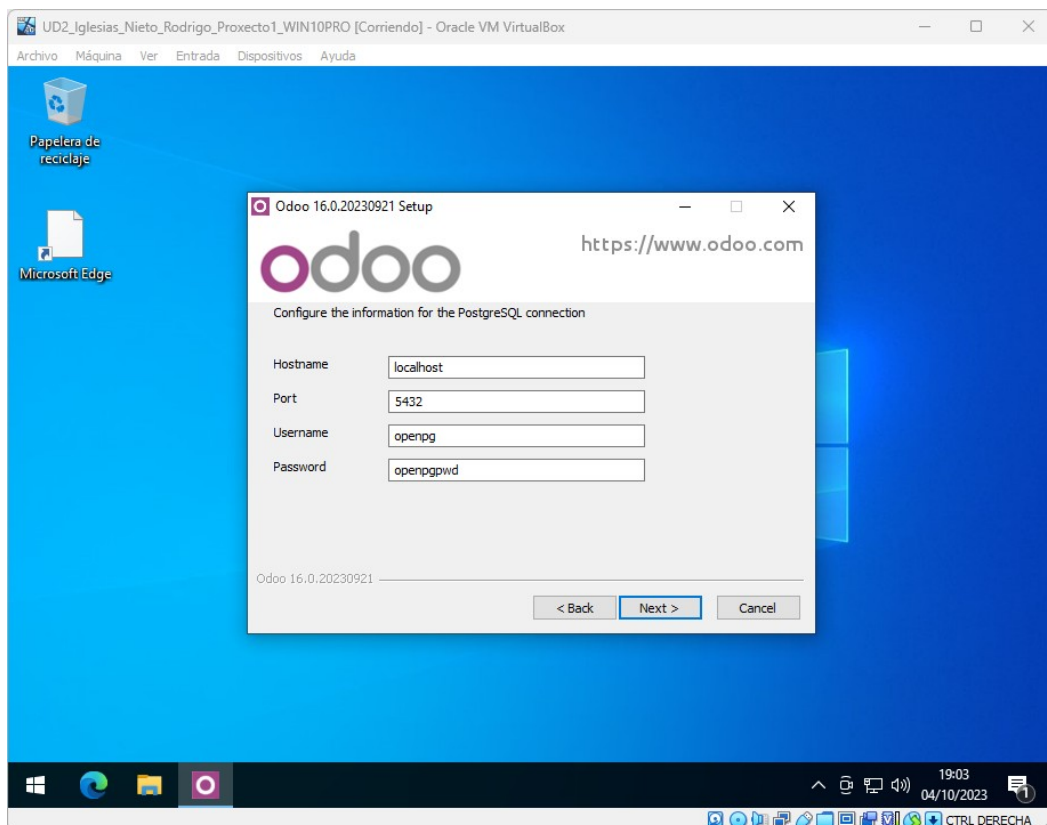 UD2_Iglesias_Nieto_Rodrigo_Proxecto1_WIN10PRO [Corriendo] - Oracle VM VirtualBox
Archivo Máquina Ver Entrada Dispositivos Ayuda
Papelera de
reciclaje
Microsoft Edge
Odoo 16.0.20230921 Setup
odoo
https://www.odoo.com
Configure the information for the PostgreSQL connection
Hostname localhost
Port 5432
Username openpg
Password openpgpwd
Odoo 16.0.20230921
< Back Next > Cancel
19:03
04/10/2023
1
CTRL DERECHA